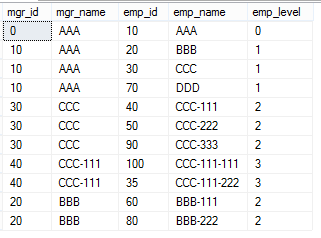 mgr_id mgr_name emp_id emp_name emp_level
0 AAA 10 AAA 0
10 AAA 20 BBB 1
10 AAA 30 CCC 1
10 AAA 70 DDD 1
30 CCC 40 CCC-111 2
30 CCC 50 CCC-222 2
30 CCC 90 CCC-333 2
40 CCC-111 100 CCC-111-111 3
40 CCC-111 35 CCC-111-222 3
20 BBB 60 BBB-111 2
20 BBB 80 BBB-222 2